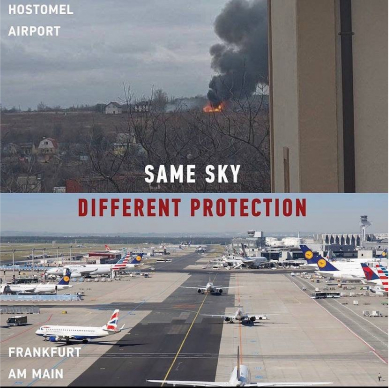 HOSTOMEL
AIRPORT
SAME SKY
DIFFERENT PROTECTION
FRANKFURT
AM MAIN